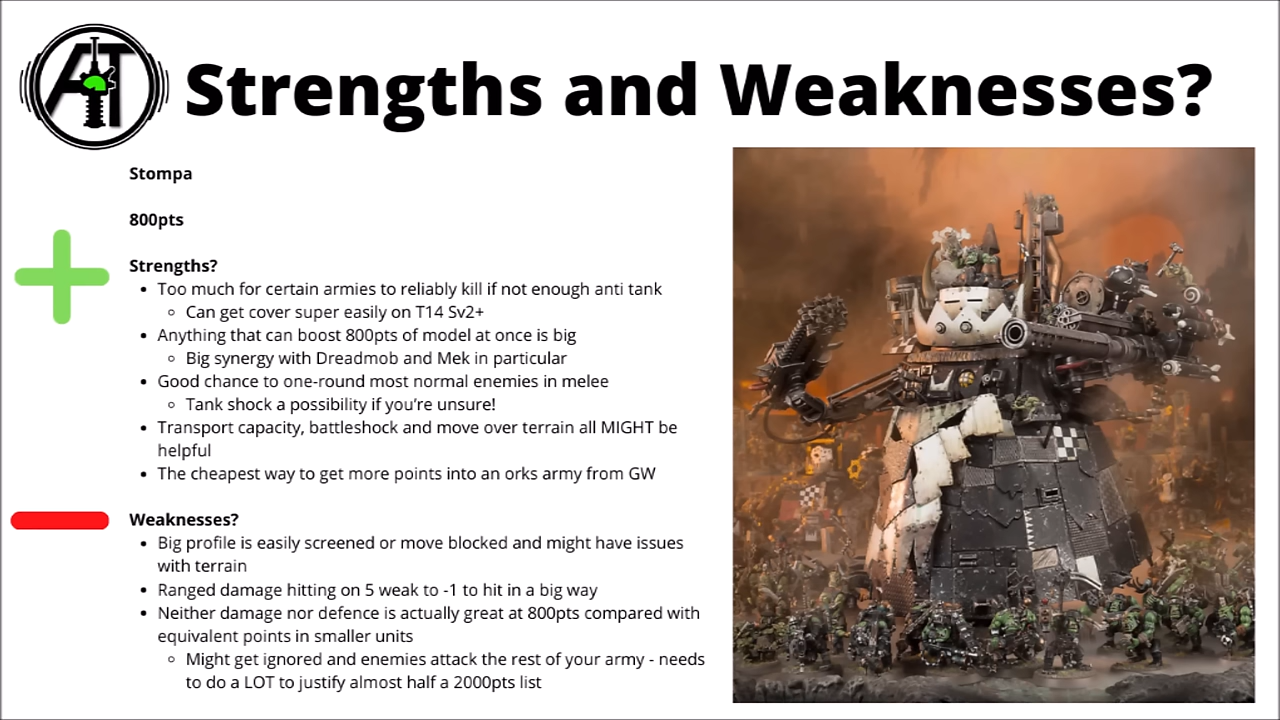 AT
Strengths and Weaknesses?
Stompa
800pts
Strengths?
• Too much for certain armies to reliably kill if not enough anti tank
◦ Can get cover super easily on T14 Sv2+
• Anything that can boost 800pts of model at once is big
◦ Big synergy with Dreadmob and Mek in particular
• Good chance to one-round most normal enemies in melee
◦ Tank shock a possibility if you’re unsure!
• Transport capacity, battleshock and move over terrain all MIGHT be
helpful
• The cheapest way to get more points into an orks army from GW
Weaknesses?
• Big profile is easily screened or move blocked and might have issues
with terrain
• Ranged damage hitting on 5 weak to -1 to hit in a big way
• Neither damage nor defence is actually great at 800pts compared with
equivalent points in smaller units
◦ Might get ignored and enemies attack the rest of your army - needs
to do a LOT to justify almost half a 2000pts list